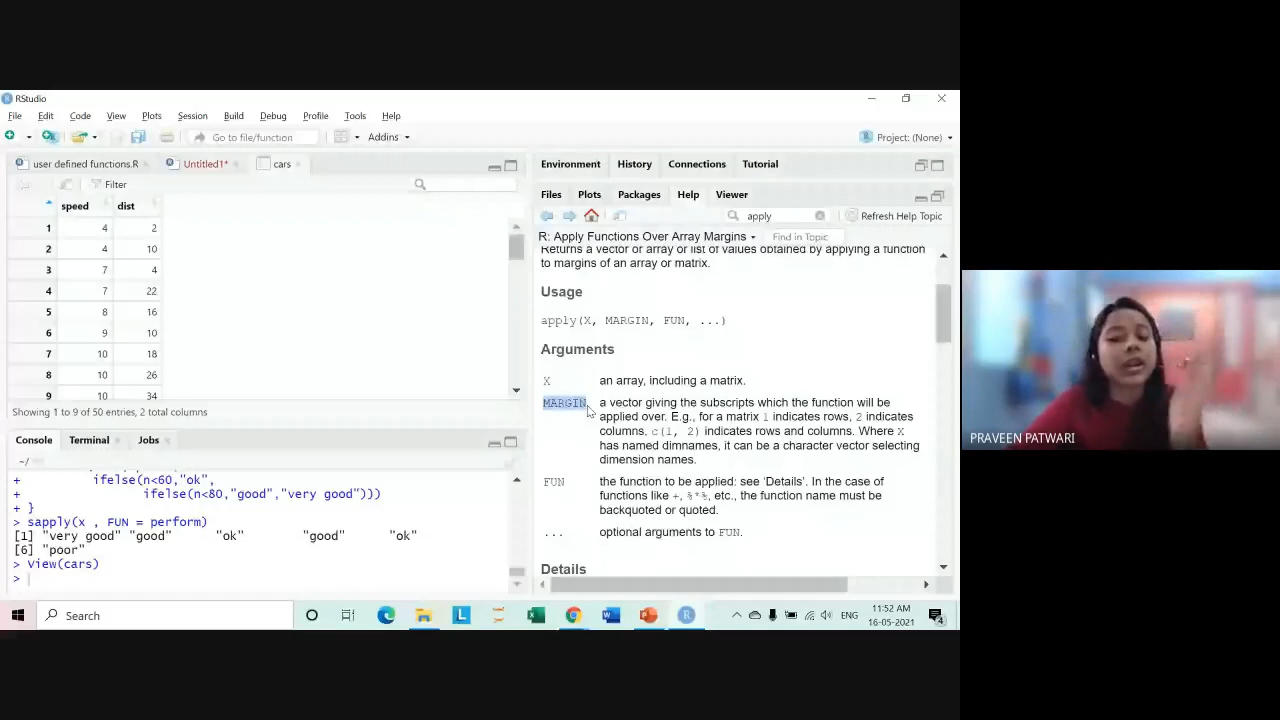 RStudio
File Edit Code View Plots Session Build Debug Profile Tools Help
Go to file/function Addins Project: (None)
user defined functions.R Untitled1* cars
Filter
speed dist
1 4 2
2 4 10
3 7 4
4 7 22
5 8 16
6 9 10
7 10 18
8 10 26
9 10 34
Showing 1 to 9 of 50 entries, 2 total columns
Console Terminal Jobs
~/
+ ifelse(n<60,"ok",
+ ifelse(n<80,"good","very good")))
+ }
> sapply(x , FUN = perform)
[1] "very good" "good" "ok" "good" "ok"
[6] "poor"
> View(cars)
>
Environment History Connections Tutorial
Files Plots Packages Help Viewer
apply Refresh Help Topic
R: Apply Functions Over Array Margins Find in Topic
Returns a vector or array or list of values obtained by applying a function
to margins of an array or matrix.
Usage
apply(X, MARGIN, FUN, ...)
Arguments
X an array, including a matrix.
MARGIN a vector giving the subscripts which the function will be
applied over. E.g., for a matrix 1 indicates rows, 2 indicates
columns, c(1, 2) indicates rows and columns. Where X
has named dimnames, it can be a character vector selecting
dimension names.
FUN the function to be applied: see ‘Details’. In the case of
functions like +, %*%, etc., the function name must be
backquoted or quoted.
... optional arguments to FUN.
Details
PRAVEEN PATWARI
Search
ENG
11:52 AM
16-05-2021
4